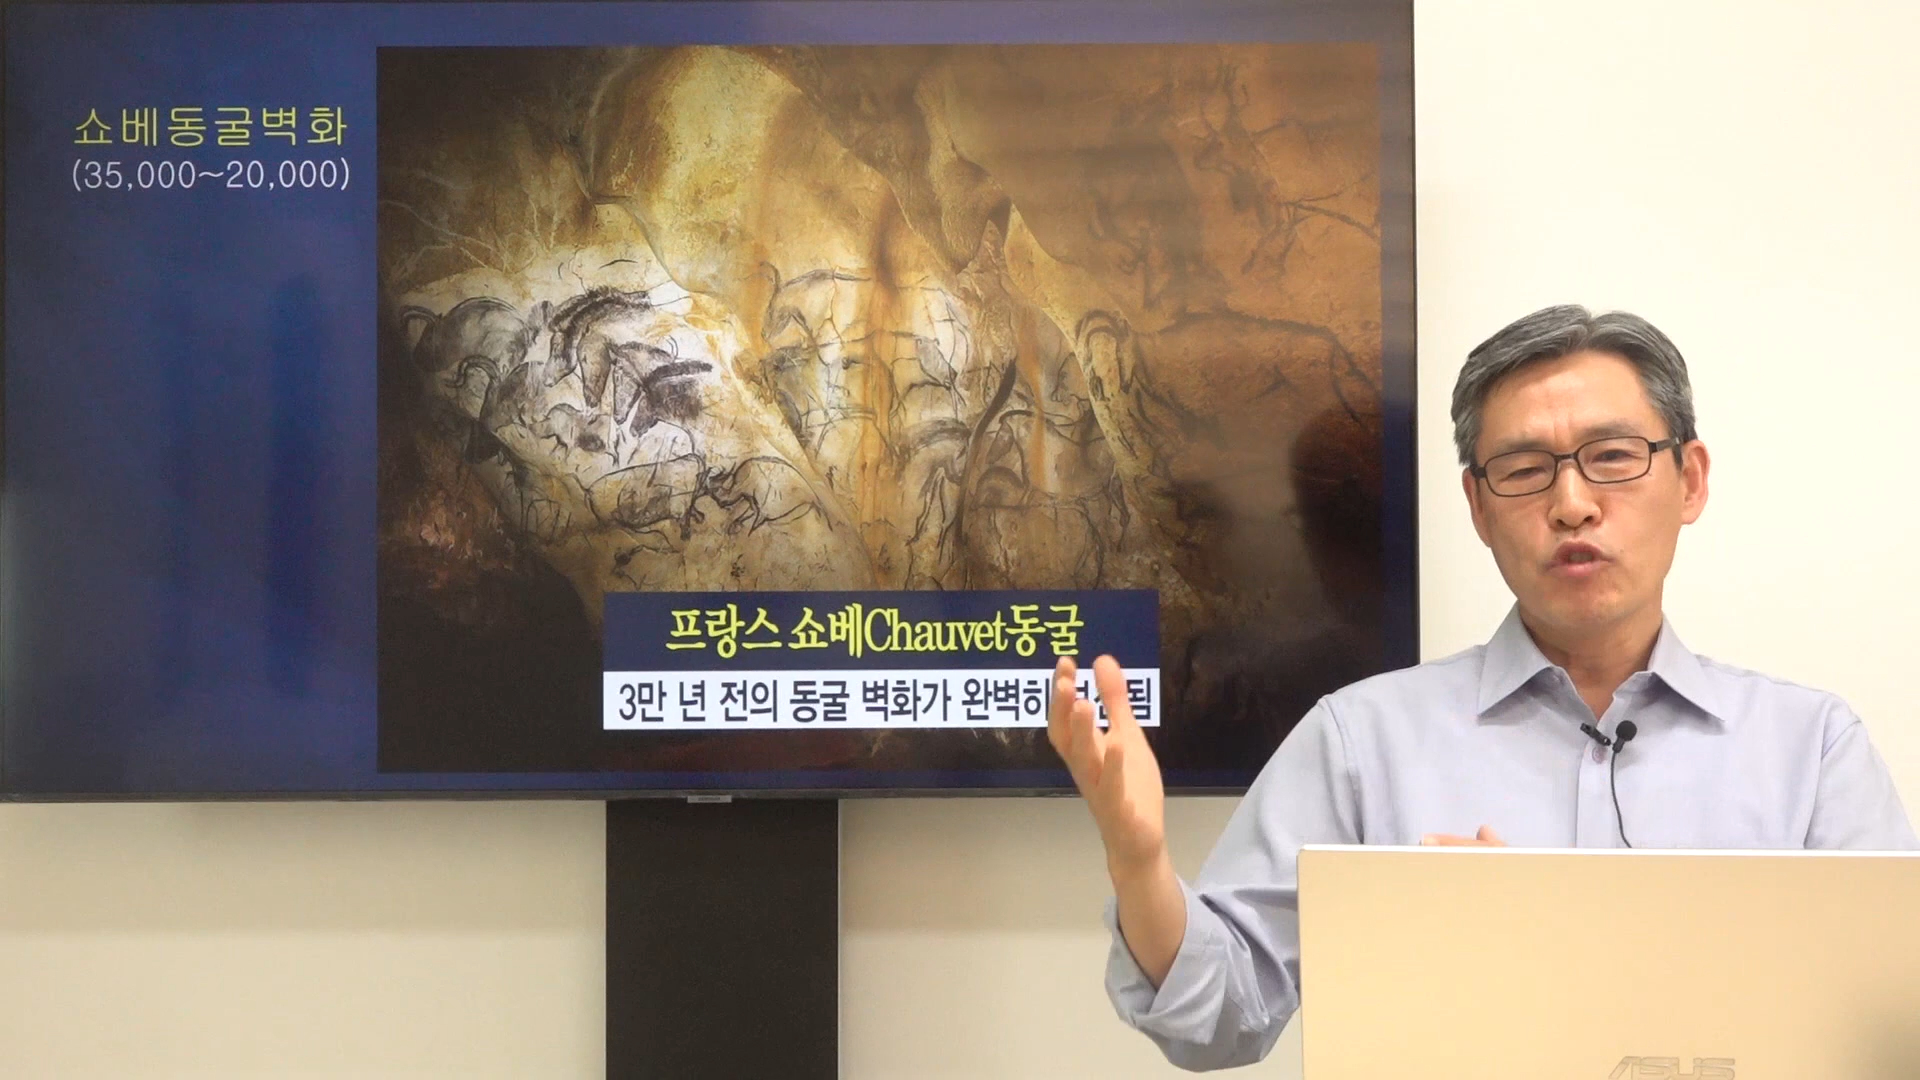 쇼베동굴벽화
(35,000~20,000)
프랑스 쇼베Chauvet동굴
3만 년 전의 동굴 벽화가 완벽히
ASUS